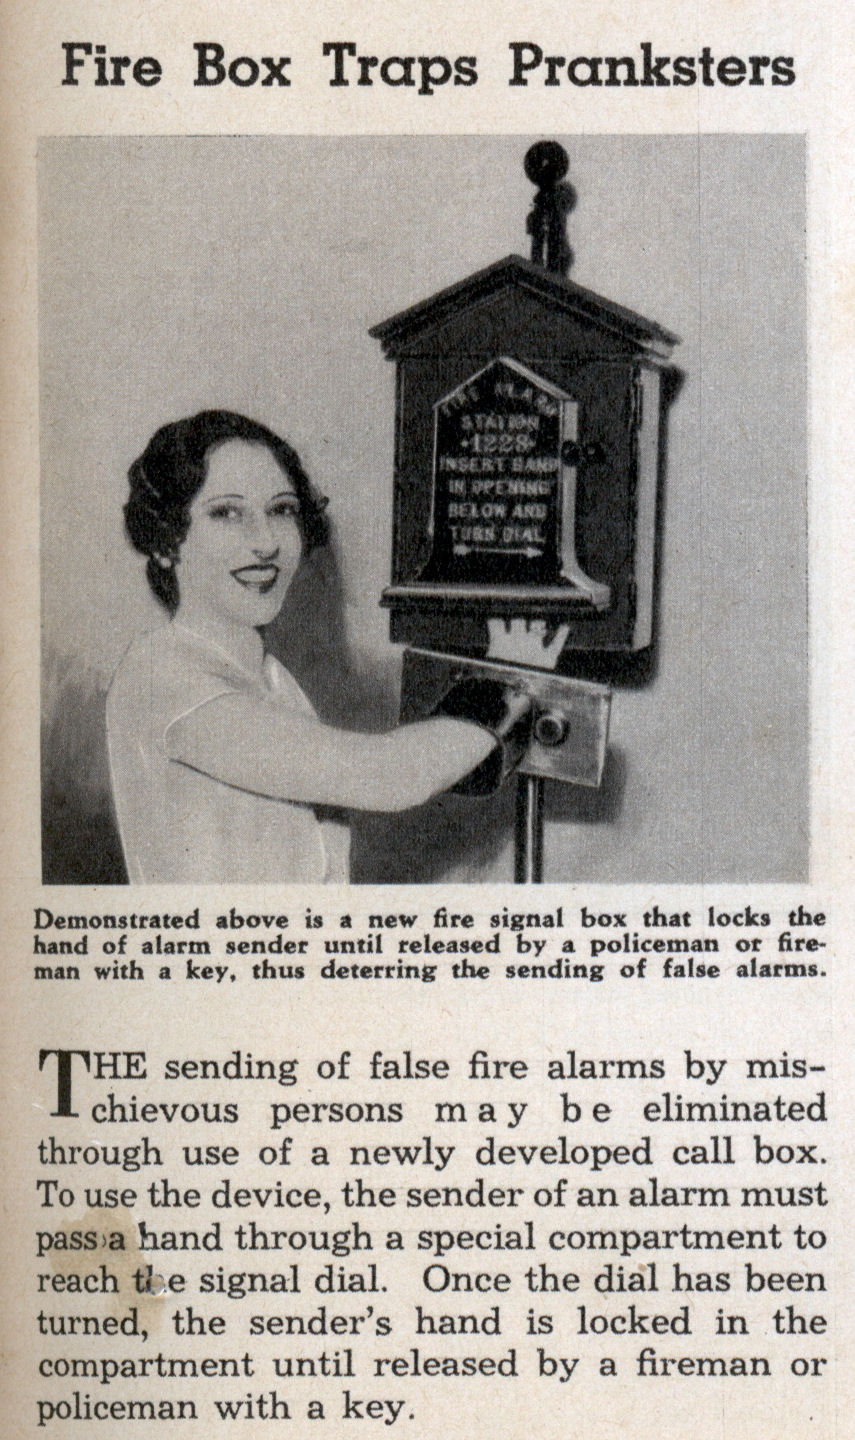 Fire Box Traps Pranksters
FIRE ALARM
STATION
·1228·
INSERT HAND
IN OPENING
BELOW AND
TURN DIAL
Demonstrated above is a new fire signal box that locks the
hand of alarm sender until released by a policeman or fire-
man with a key, thus deterring the sending of false alarms.
THE sending of false fire alarms by mis-
chievous persons may be eliminated
through use of a newly developed call box.
To use the device, the sender of an alarm must
pass a hand through a special compartment to
reach the signal dial. Once the dial has been
turned, the sender's hand is locked in the
compartment until released by a fireman or
policeman with a key.